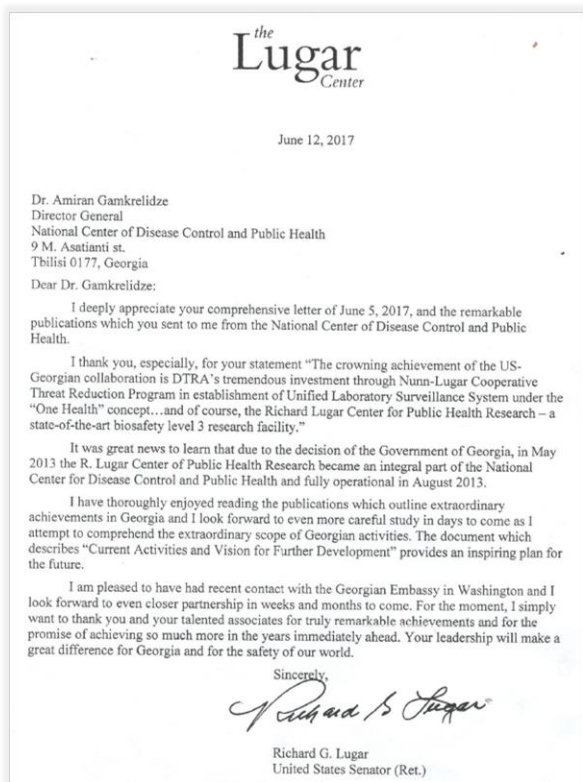 the
Lugar
Center
June 12, 2017
Dr. Amiran Gamkrelidze
Director General
National Center of Disease Control and Public Health
9 M. Asatianti st.
Tbilisi 0177, Georgia
Dear Dr. Gamkrelidze:
I deeply appreciate your comprehensive letter of June 5, 2017, and the remarkable
publications which you sent to me from the National Center of Disease Control and Public
Health.
I thank you, especially, for your statement “The crowning achievement of the US-
Georgian collaboration is DTRA’s tremendous investment through Nunn-Lugar Cooperative
Threat Reduction Program in establishment of Unified Laboratory Surveillance System under the
“One Health” concept…and of course, the Richard Lugar Center for Public Health Research – a
state-of-the-art biosafety level 3 research facility.”
It was great news to learn that due to the decision of the Government of Georgia, in May
2013 the R. Lugar Center of Public Health Research became an integral part of the National
Center for Disease Control and Public Health and fully operational in August 2013.
I have thoroughly enjoyed reading the publications which outline extraordinary
achievements in Georgia and I look forward to even more careful study in days to come as I
attempt to comprehend the extraordinary scope of Georgian activities. The document which
describes “Current Activities and Vision for Further Development” provides an inspiring plan for
the future.
I am pleased to have had recent contact with the Georgian Embassy in Washington and I
look forward to even closer partnership in weeks and months to come. For the moment, I simply
want to thank you and your talented associates for truly remarkable achievements and for the
promise of achieving so much more in the years immediately ahead. Your leadership will make a
great difference for Georgia and for the safety of our world.
Sincerely,
Richard G Lugar
Richard G. Lugar
United States Senator (Ret.)